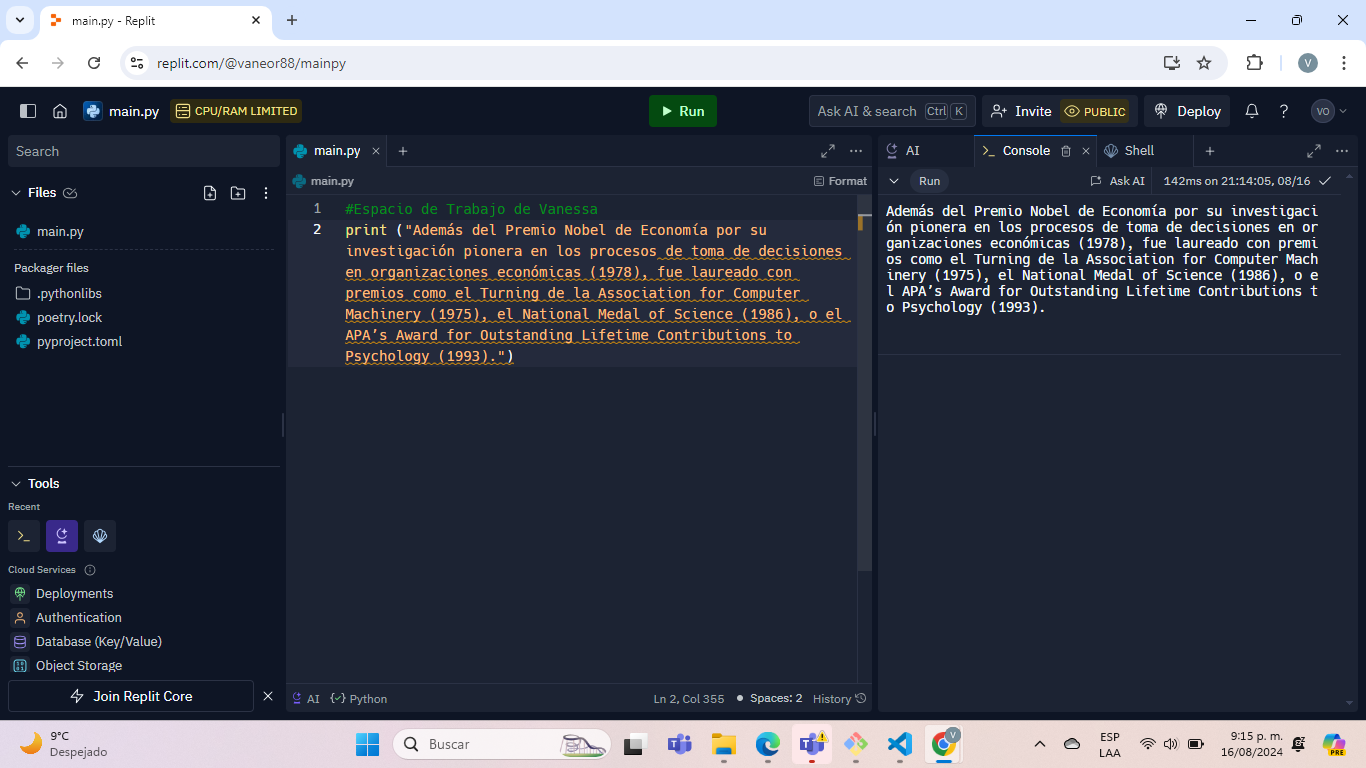 main.py - Replit
replit.com/@vaneor88/mainpy
V
main.py
CPU/RAM LIMITED
Run
Ask AI & search Ctrl K
Invite
PUBLIC
Deploy
VO
Search
Files
main.py
Packager files
.pythonlibs
poetry.lock
pyproject.toml
Tools
Recent
Cloud Services
Deployments
Authentication
Database (Key/Value)
Object Storage
Join Replit Core
main.py
main.py
Format
1 #Espacio de Trabajo de Vanessa
2 print ("Además del Premio Nobel de Economía por su
investigación pionera en los procesos de toma de decisiones
en organizaciones económicas (1978), fue laureado con
premios como el Turning de la Association for Computer
Machinery (1975), el National Medal of Science (1986), o el
APA’s Award for Outstanding Lifetime Contributions to
Psychology (1993).")
AI
Python
Ln 2, Col 355
Spaces: 2
History
AI
Console
Shell
Run
Ask AI
142ms on 21:14:05, 08/16
Además del Premio Nobel de Economía por su investigaci
ón pionera en los procesos de toma de decisiones en or
ganizaciones económicas (1978), fue laureado con premi
os como el Turning de la Association for Computer Mach
inery (1975), el National Medal of Science (1986), o e
l APA’s Award for Outstanding Lifetime Contributions t
o Psychology (1993).
9°C
Despejado
Buscar
V
ESP
LAA
9:15 p. m.
16/08/2024
PRE